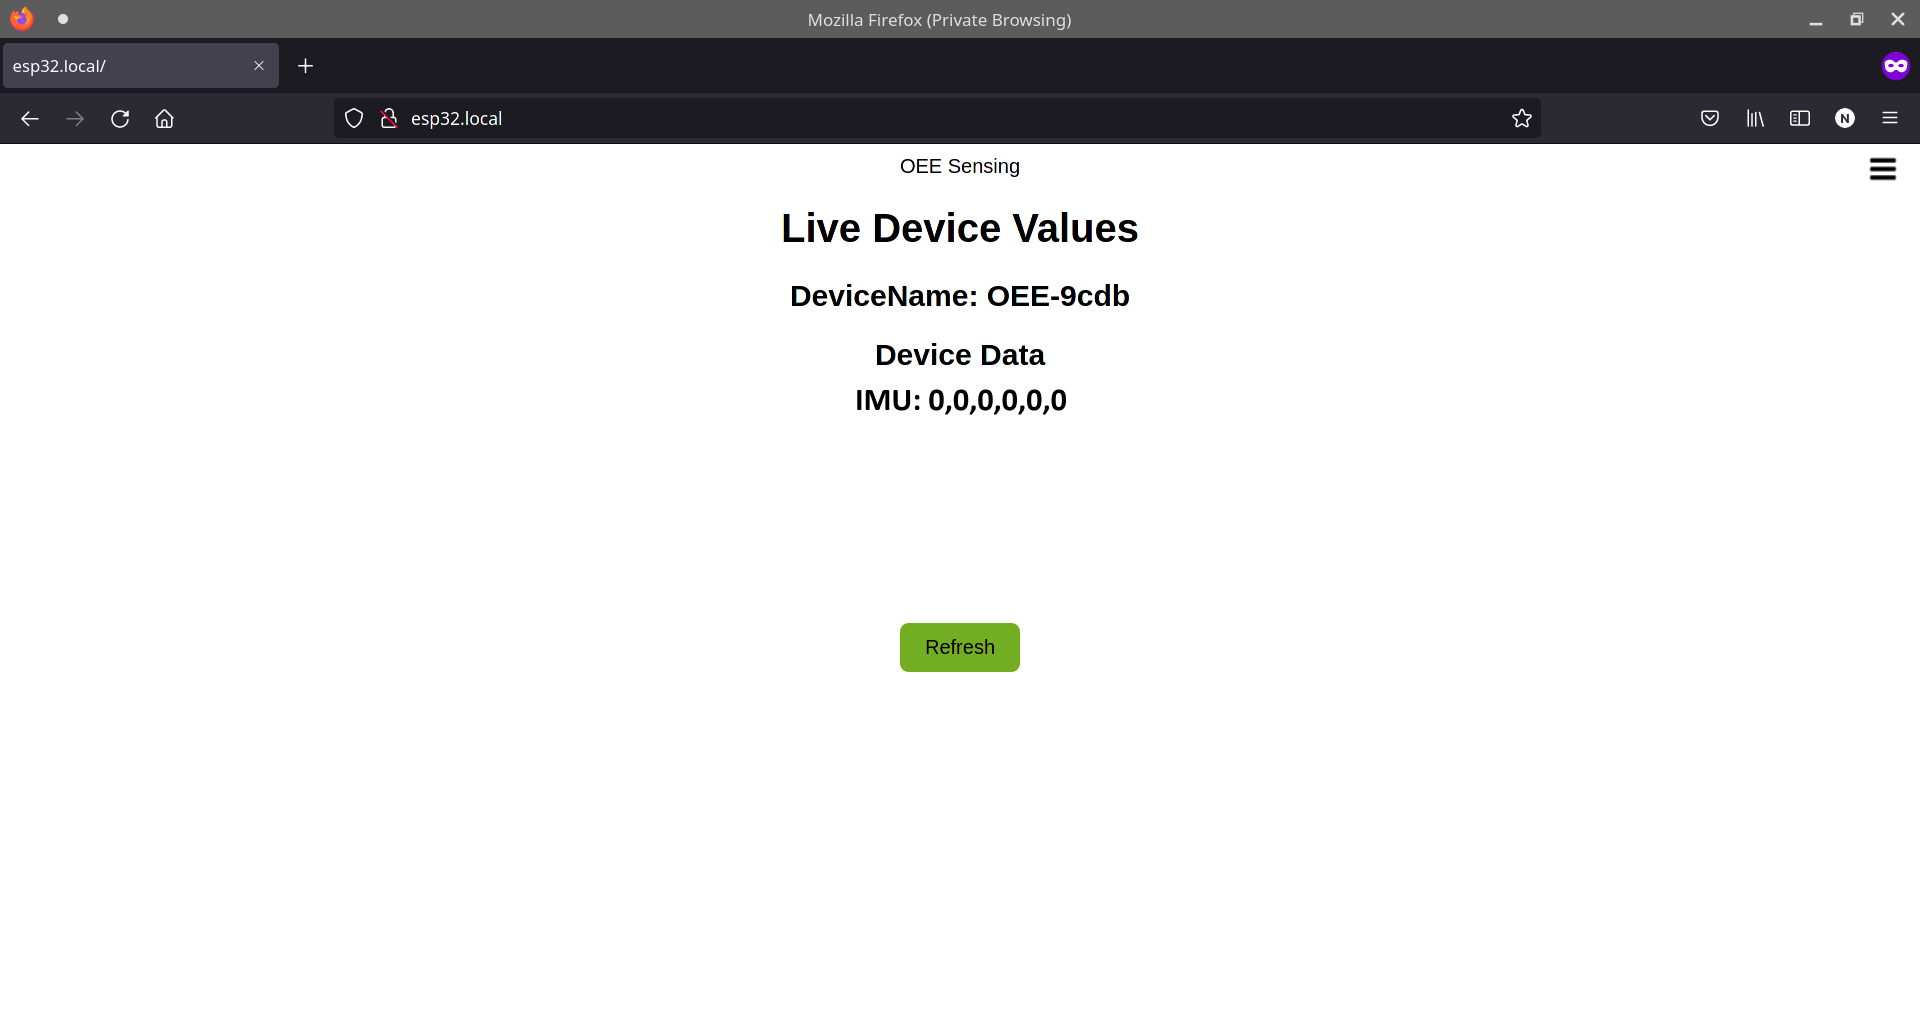 Mozilla Firefox (Private Browsing)
esp32.local/
esp32.local
N
OEE Sensing
Live Device Values
DeviceName: OEE-9cdb
Device Data
IMU: 0,0,0,0,0,0
Refresh